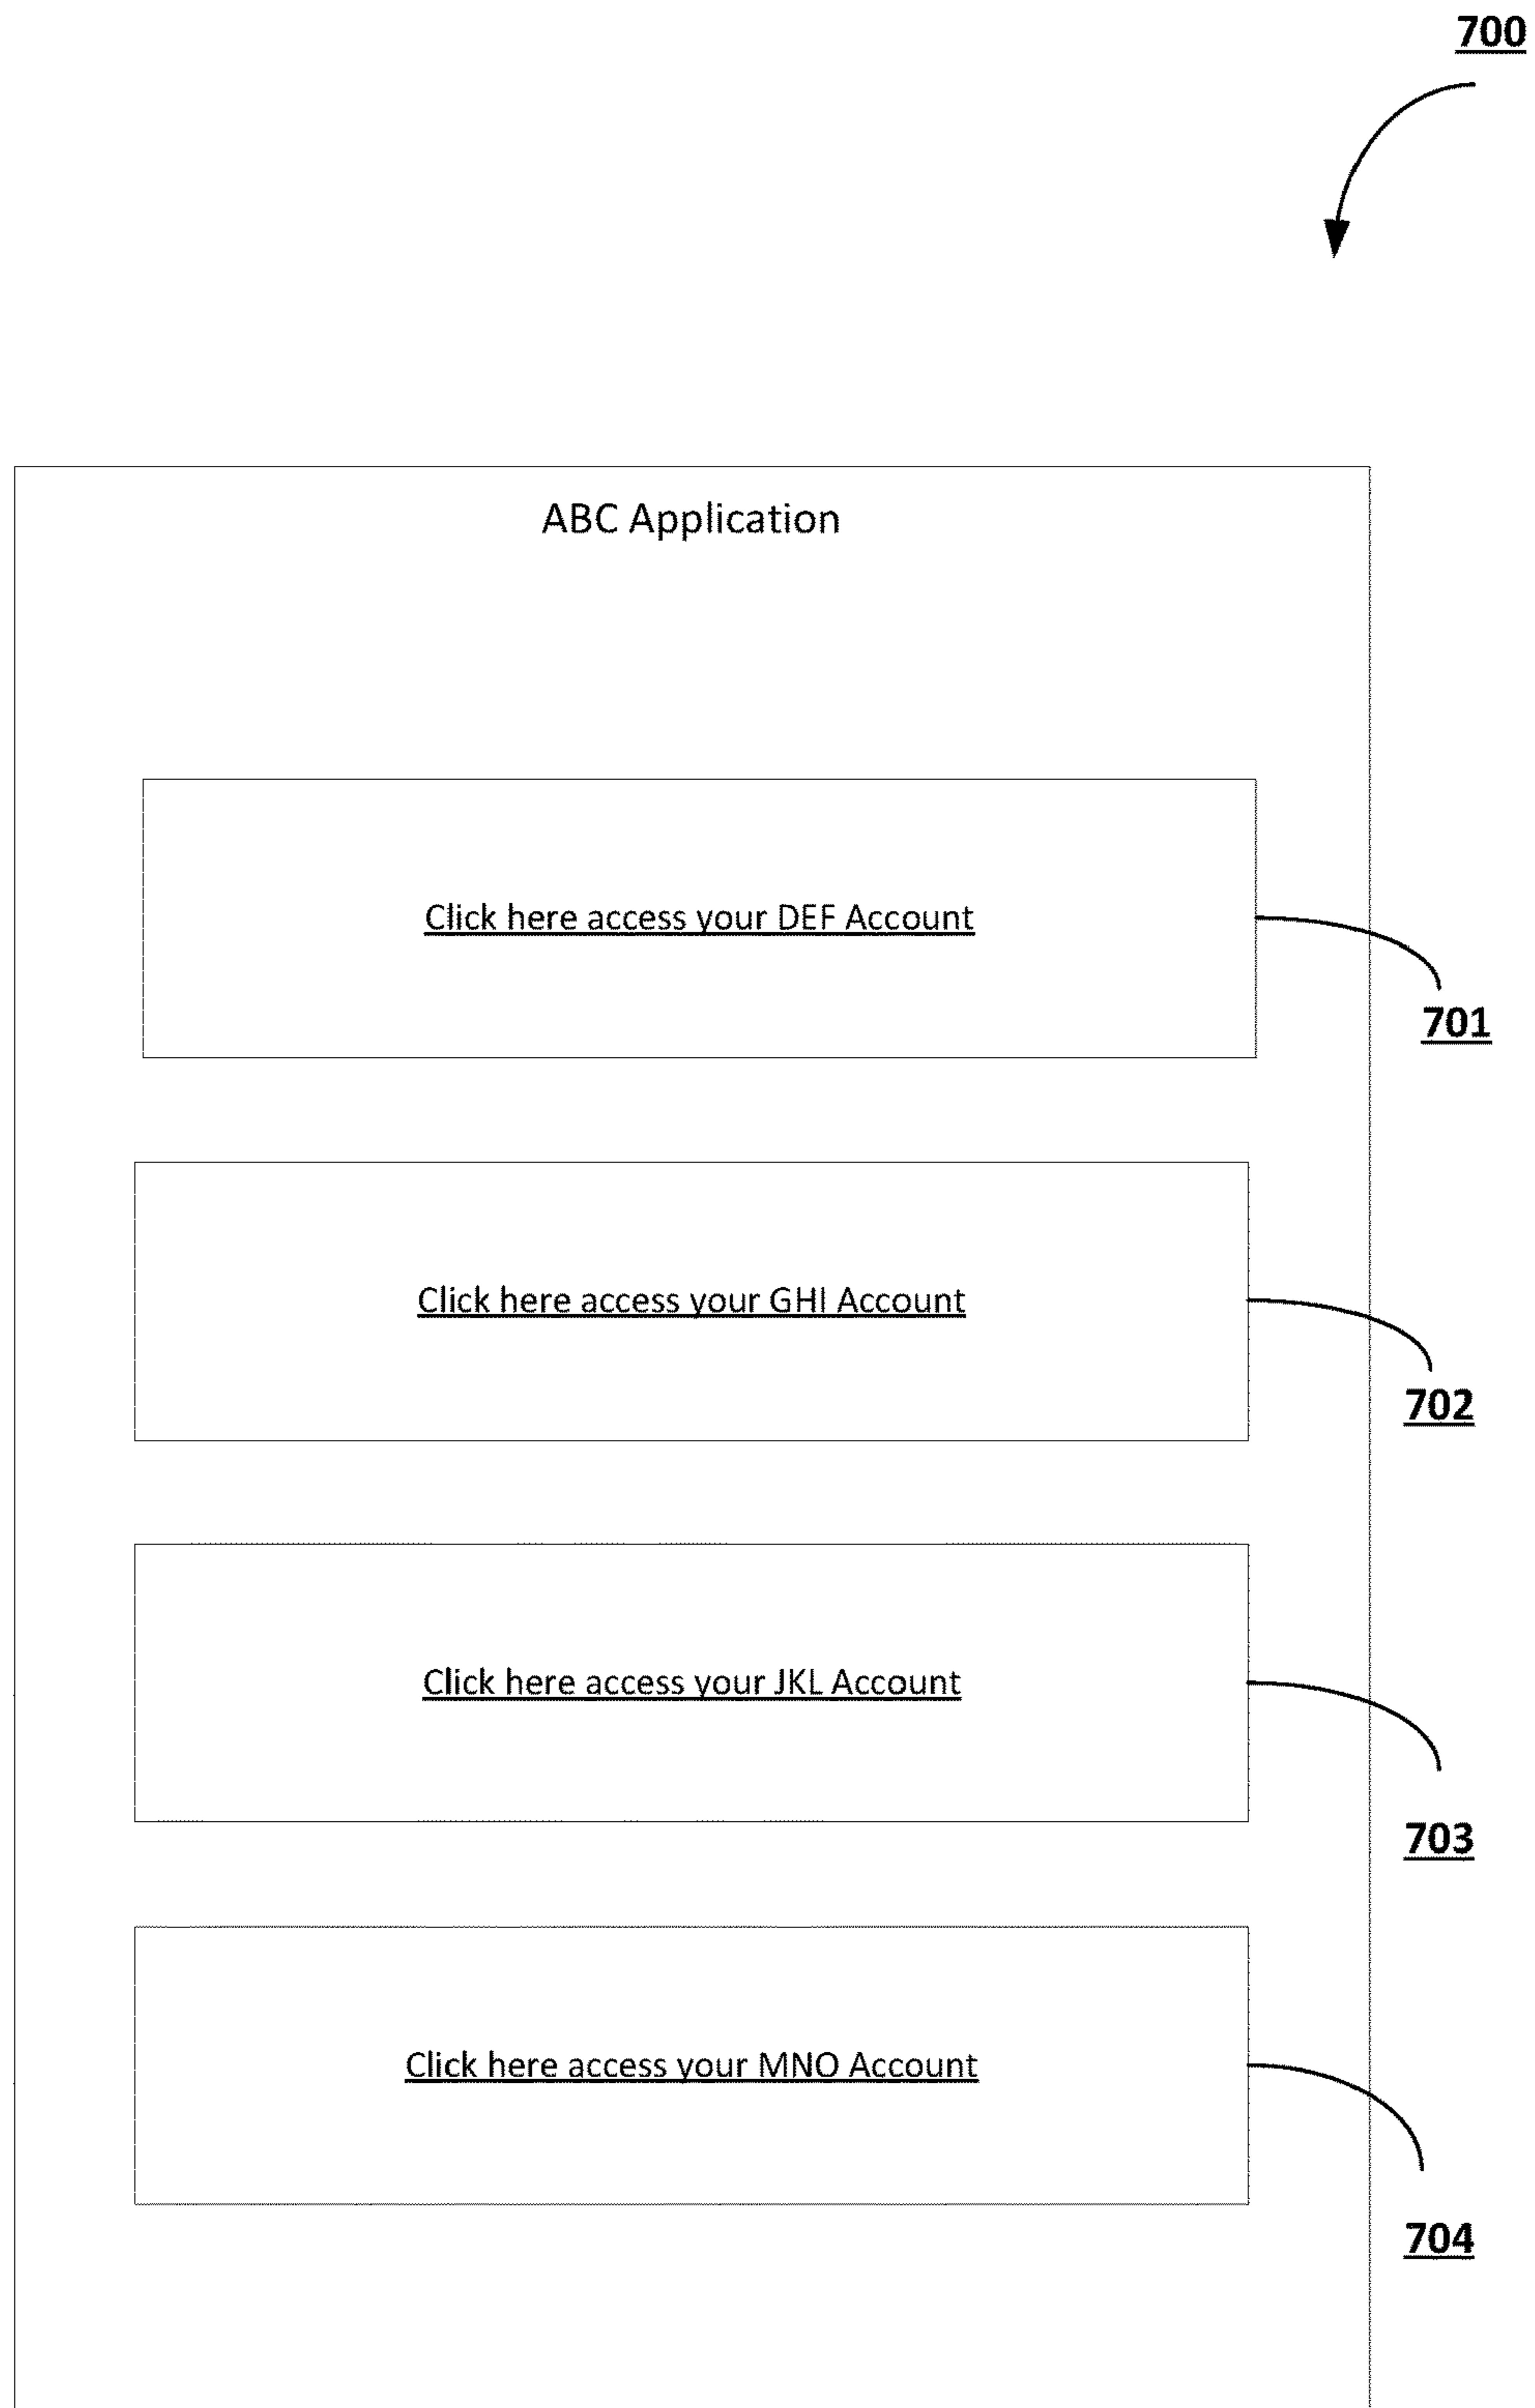 700
ABC Application
Click here access your DEF Account
701
Click here access your GHI Account
702
Click here access your JKL Account
703
Click here access your MNO Account
704